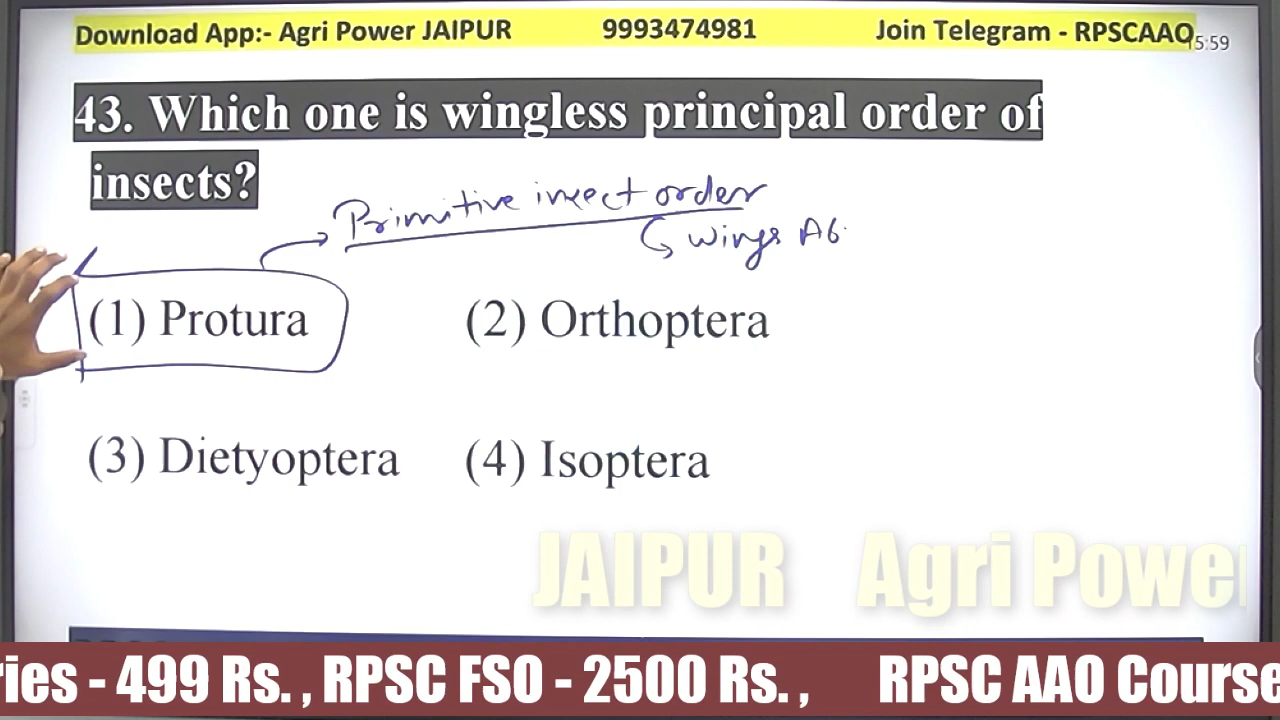 Download App:- Agri Power JAIPUR 9993474981 Join Telegram - RPSCAAO
15:59
43. Which one is wingless principal order of
insects?
Primitive insect order
wings Ab.
(1) Protura (2) Orthoptera
(3) Dietyoptera (4) Isoptera
JAIPUR Agri Power
ries - 499 Rs. , RPSC FSO - 2500 Rs. , RPSC AAO Course